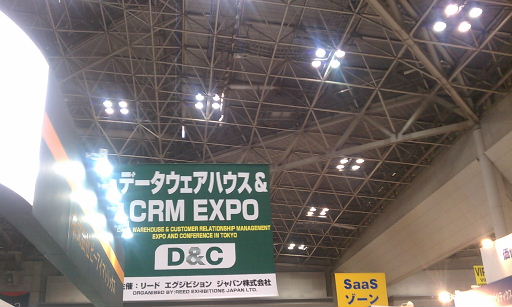 データウェアハウス&
CRM EXPO
WAREHOUSE & CUSTOMER RELATIONSHIP MANAGEMENT
EXPO AND CONFERENCE IN TOKYO
D&C
主催：リード エグジビション ジャパン株式会社
ORGANISED BY: REED EXHIBITIONS JAPAN LTD.
SaaS
ゾーン